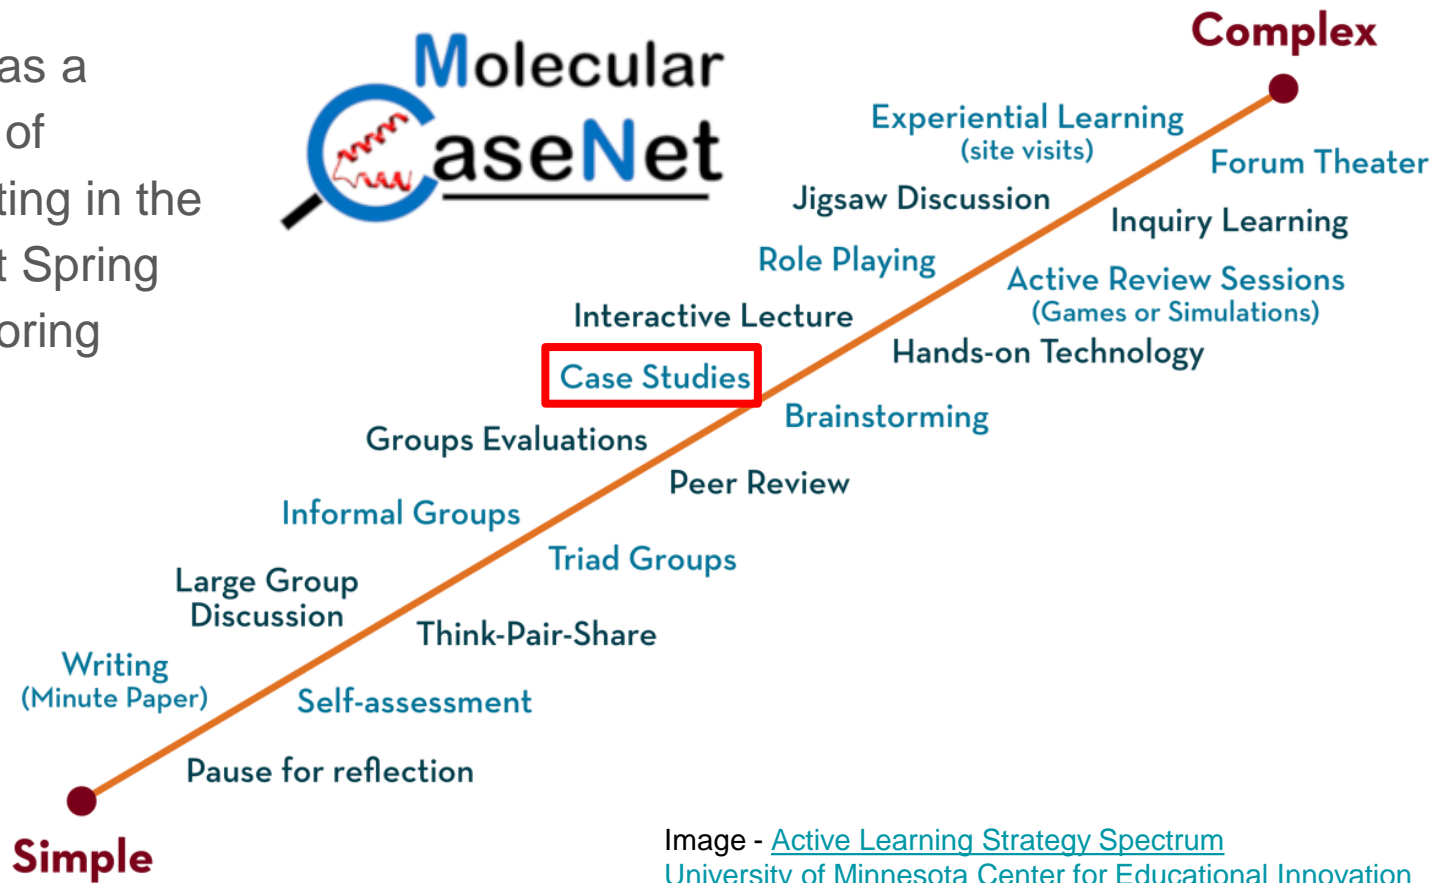 as a
of
ting in the
t Spring
oring
Molecular
CaseNet
Complex
Experiential Learning
(site visits)
Forum Theater
Jigsaw Discussion
Inquiry Learning
Role Playing
Active Review Sessions
(Games or Simulations)
Interactive Lecture
Hands-on Technology
Case Studies
Brainstorming
Groups Evaluations
Peer Review
Informal Groups
Triad Groups
Large Group
Discussion
Think-Pair-Share
Writing
(Minute Paper)
Self-assessment
Pause for reflection
Simple
Image - Active Learning Strategy Spectrum
University of Minnesota Center for Educational Innovation